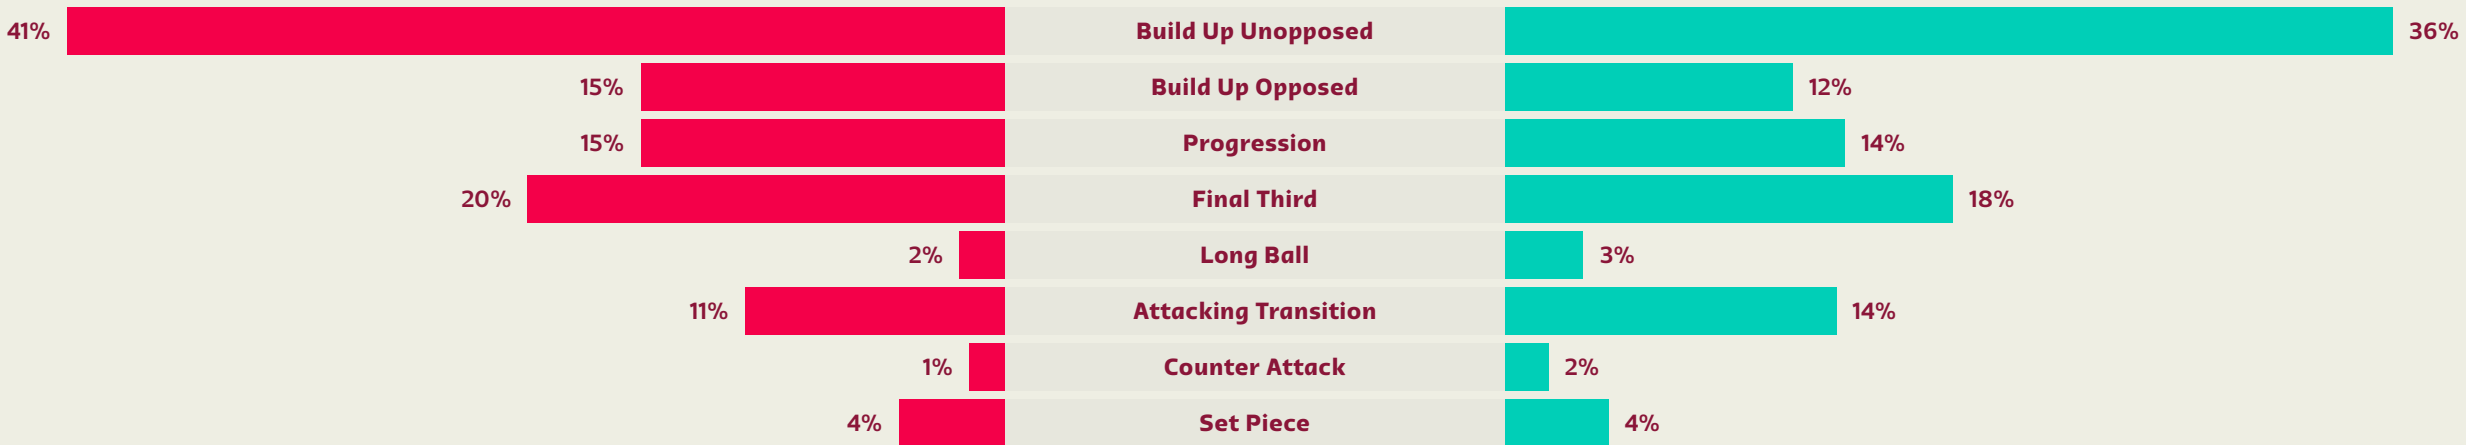 41% Build Up Unopposed 36%
15% Build Up Opposed 12%
15% Progression 14%
20% Final Third 18%
2% Long Ball 3%
11% Attacking Transition 14%
1% Counter Attack 2%
4% Set Piece 4%